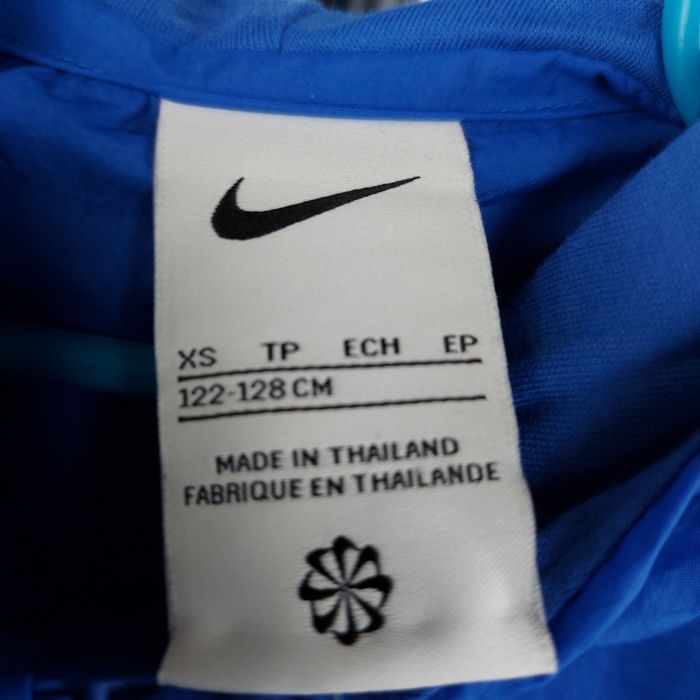 XS TP ECH EP
122-128 CM
MADE IN THAILAND
FABRIQUE EN THAILANDE